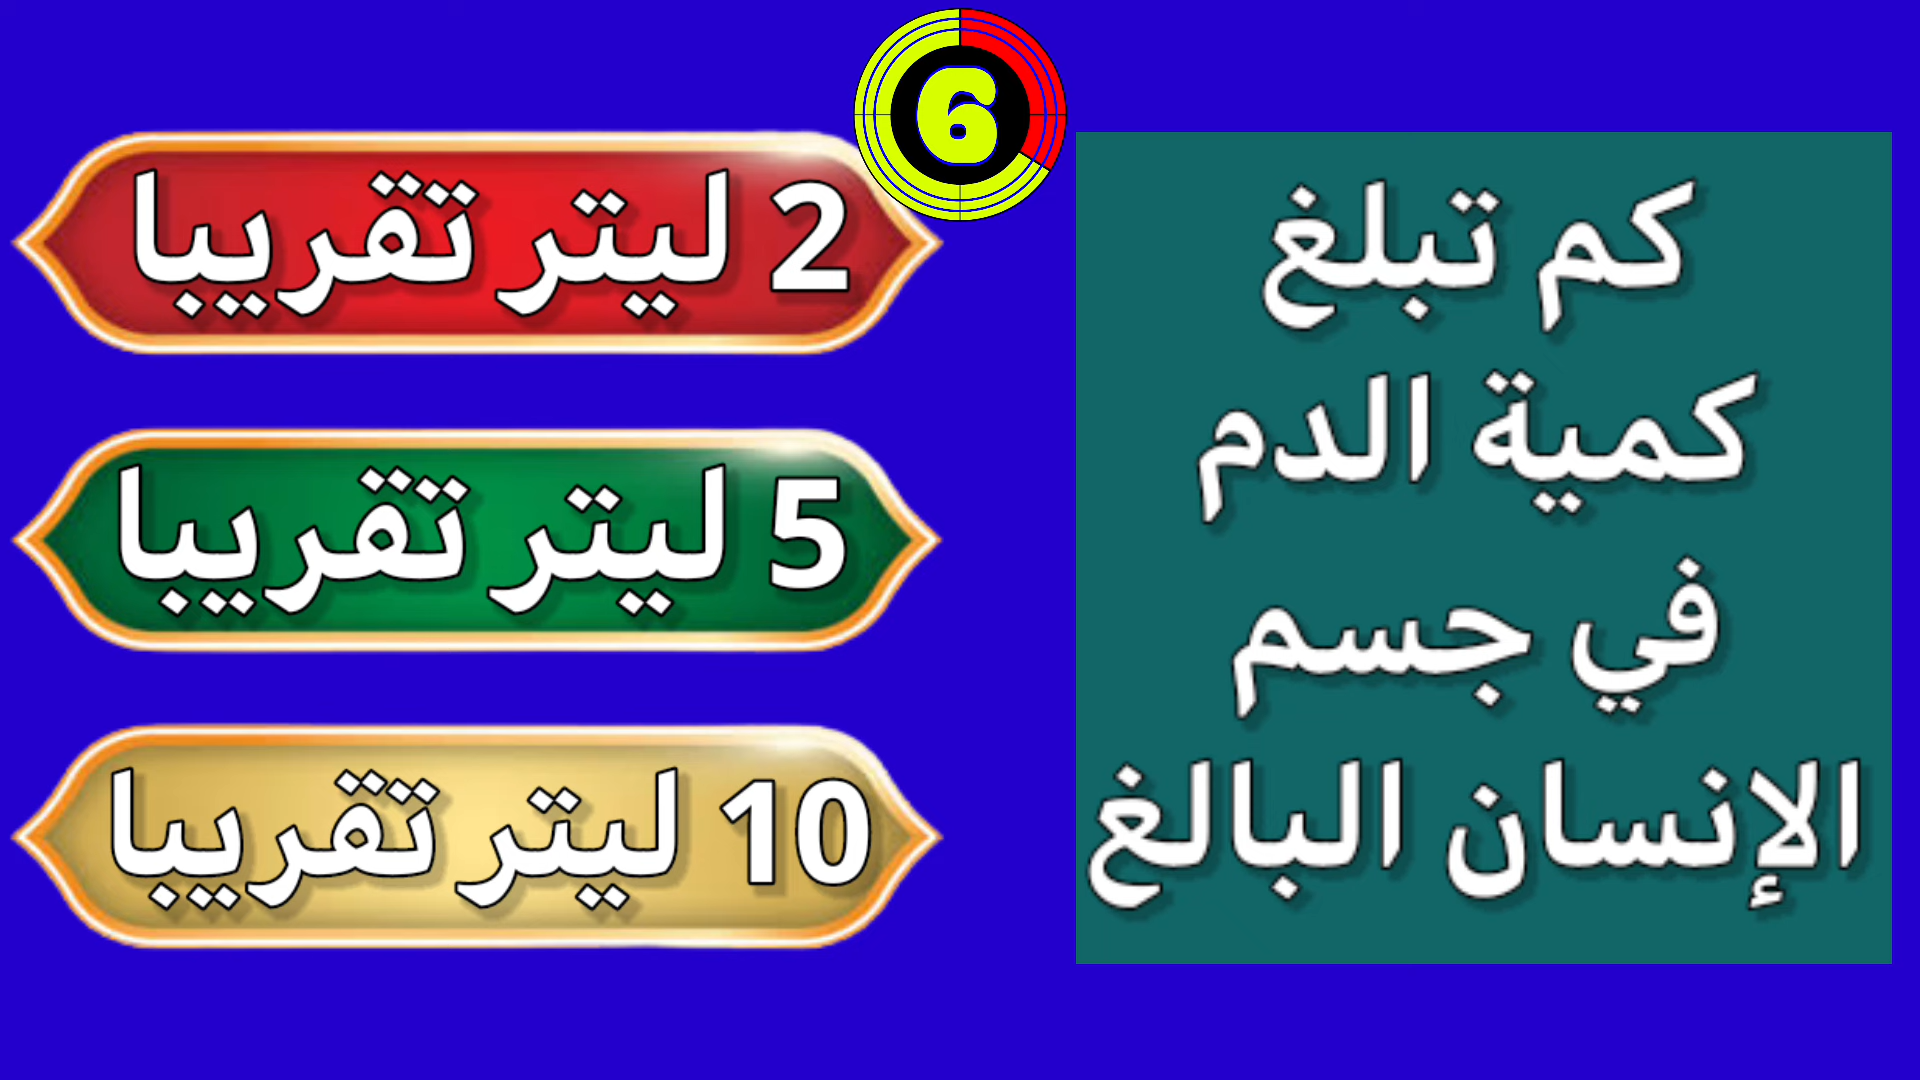 6
كم تبلغ
كمية الدم
في جسم
الإنسان البالغ
2 ليتر تقريبا
5 ليتر تقريبا
10 ليتر تقريبا